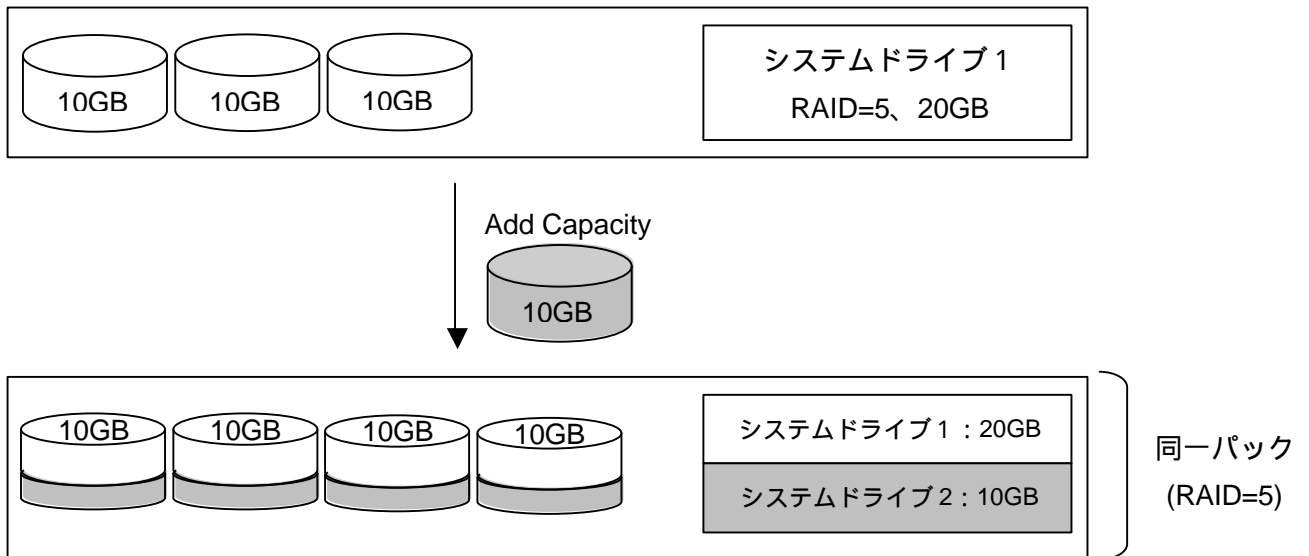 10GB 10GB 10GB
システムドライブ1
RAID=5、20GB
Add Capacity
10GB
10GB 10GB 10GB 10GB
システムドライブ1：20GB
システムドライブ2：10GB
同一パック
(RAID=5)